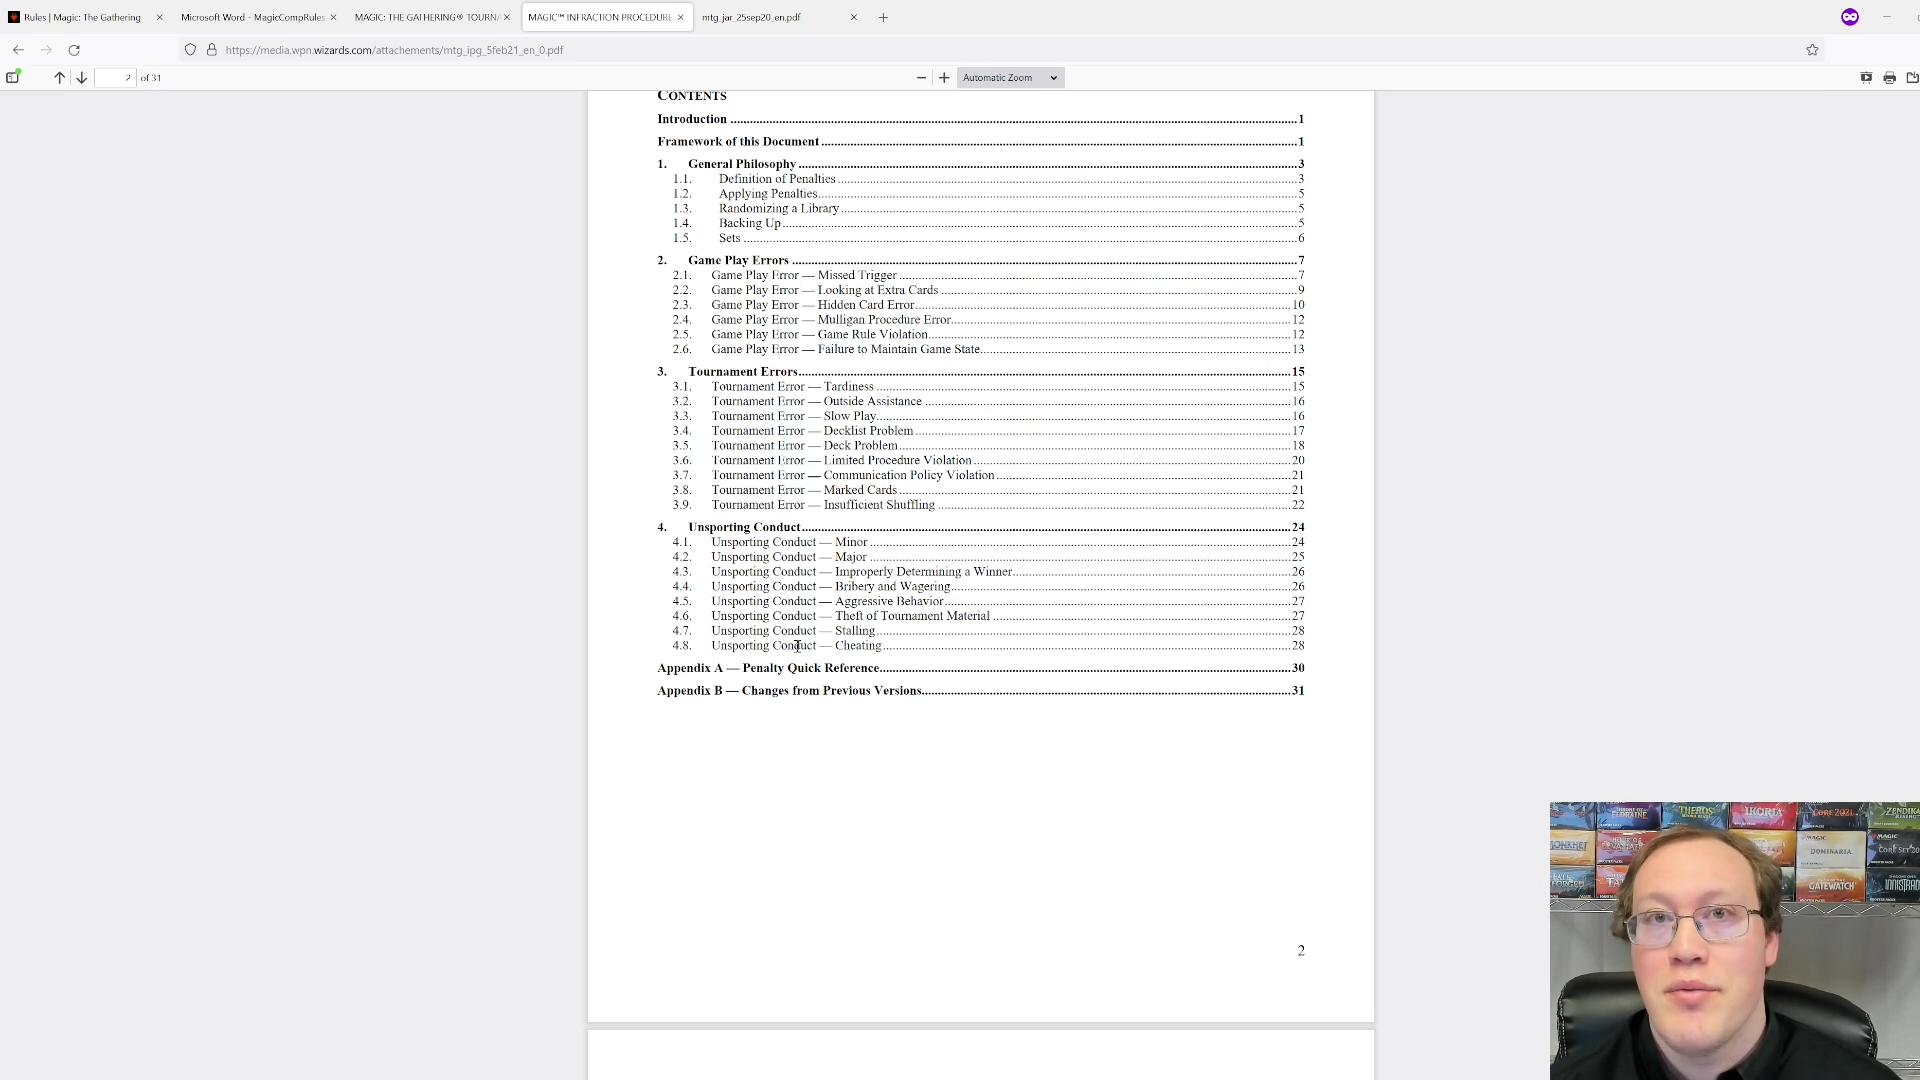 Rules | Magic: The Gathering
Microsoft Word - MagicCompRules
MAGIC: THE GATHERING® TOURNA
MAGIC™ INFRACTION PROCEDURE
mtg_jar_25sep20_en.pdf
https://media.wpn.wizards.com/attachements/mtg_ipg_5feb21_en_0.pdf
2 of 31
Automatic Zoom
CONTENTS
Introduction 1
Framework of this Document 1
1. General Philosophy 3
1.1. Definition of Penalties 3
1.2. Applying Penalties 5
1.3. Randomizing a Library 5
1.4. Backing Up 5
1.5. Sets 6
2. Game Play Errors 7
2.1. Game Play Error — Missed Trigger 7
2.2. Game Play Error — Looking at Extra Cards 9
2.3. Game Play Error — Hidden Card Error 10
2.4. Game Play Error — Mulligan Procedure Error 12
2.5. Game Play Error — Game Rule Violation 12
2.6. Game Play Error — Failure to Maintain Game State 13
3. Tournament Errors 15
3.1. Tournament Error — Tardiness 15
3.2. Tournament Error — Outside Assistance 16
3.3. Tournament Error — Slow Play 16
3.4. Tournament Error — Decklist Problem 17
3.5. Tournament Error — Deck Problem 18
3.6. Tournament Error — Limited Procedure Violation 20
3.7. Tournament Error — Communication Policy Violation 21
3.8. Tournament Error — Marked Cards 21
3.9. Tournament Error — Insufficient Shuffling 22
4. Unsporting Conduct 24
4.1. Unsporting Conduct — Minor 24
4.2. Unsporting Conduct — Major 25
4.3. Unsporting Conduct — Improperly Determining a Winner 26
4.4. Unsporting Conduct — Bribery and Wagering 26
4.5. Unsporting Conduct — Aggressive Behavior 27
4.6. Unsporting Conduct — Theft of Tournament Material 27
4.7. Unsporting Conduct — Stalling 28
4.8. Unsporting Conduct — Cheating 28
Appendix A — Penalty Quick Reference 30
Appendix B — Changes from Previous Versions 31
2
THEROS
IKORIA
CORE 2021
ELDRAINE
DOMINARIA
GATEWATCH